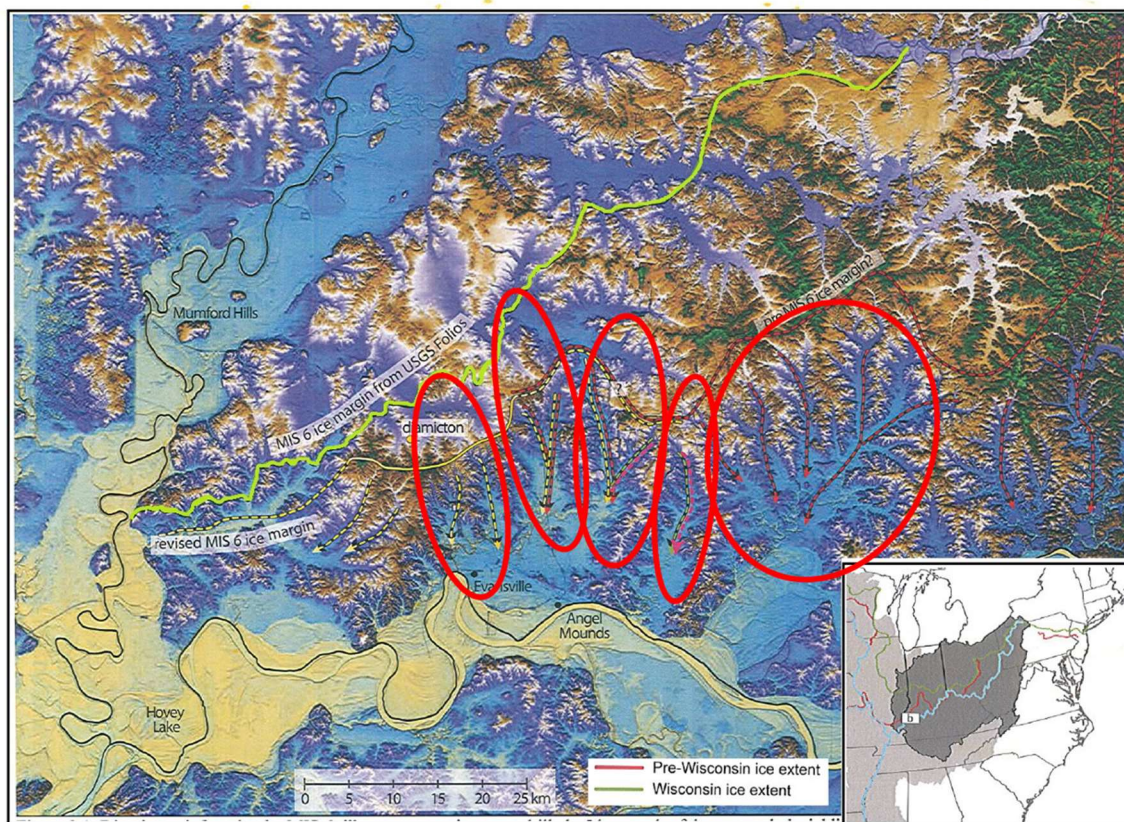 pre MIS 6 ice margin?
Mumford Hills
MIS 6 ice margin from USGS Folios
?
diamicton
revised MIS 6 ice margin
Evansville
Angel
Mounds
Hovey
Lake
b
0 5 10 15 20 25 km
Pre-Wisconsin ice extent
Wisconsin ice extent